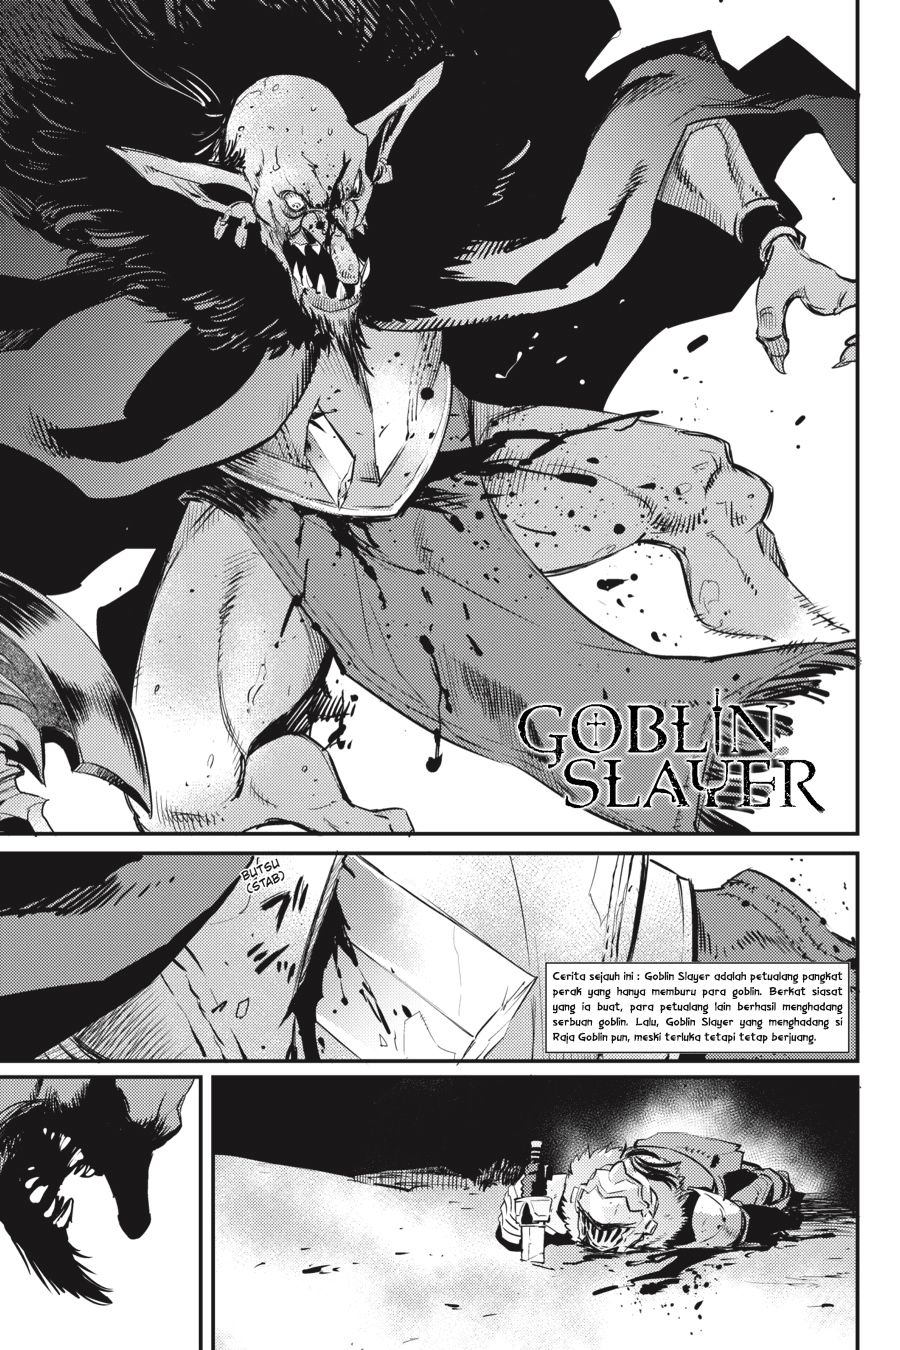 GOBLIN
SLAYER
BUTSU
(STAB)
Cerita sejauh ini : Goblin Slayer adalah petualang pangkat
perak yang hanya memburu para goblin. Berkat siasat
yang ia buat, para petualang lain berhasil menghadang
serbuan goblin. Lalu, Goblin Slayer yang menghadang si
Raja Goblin pun, meski terluka tetapi tetap berjuang.